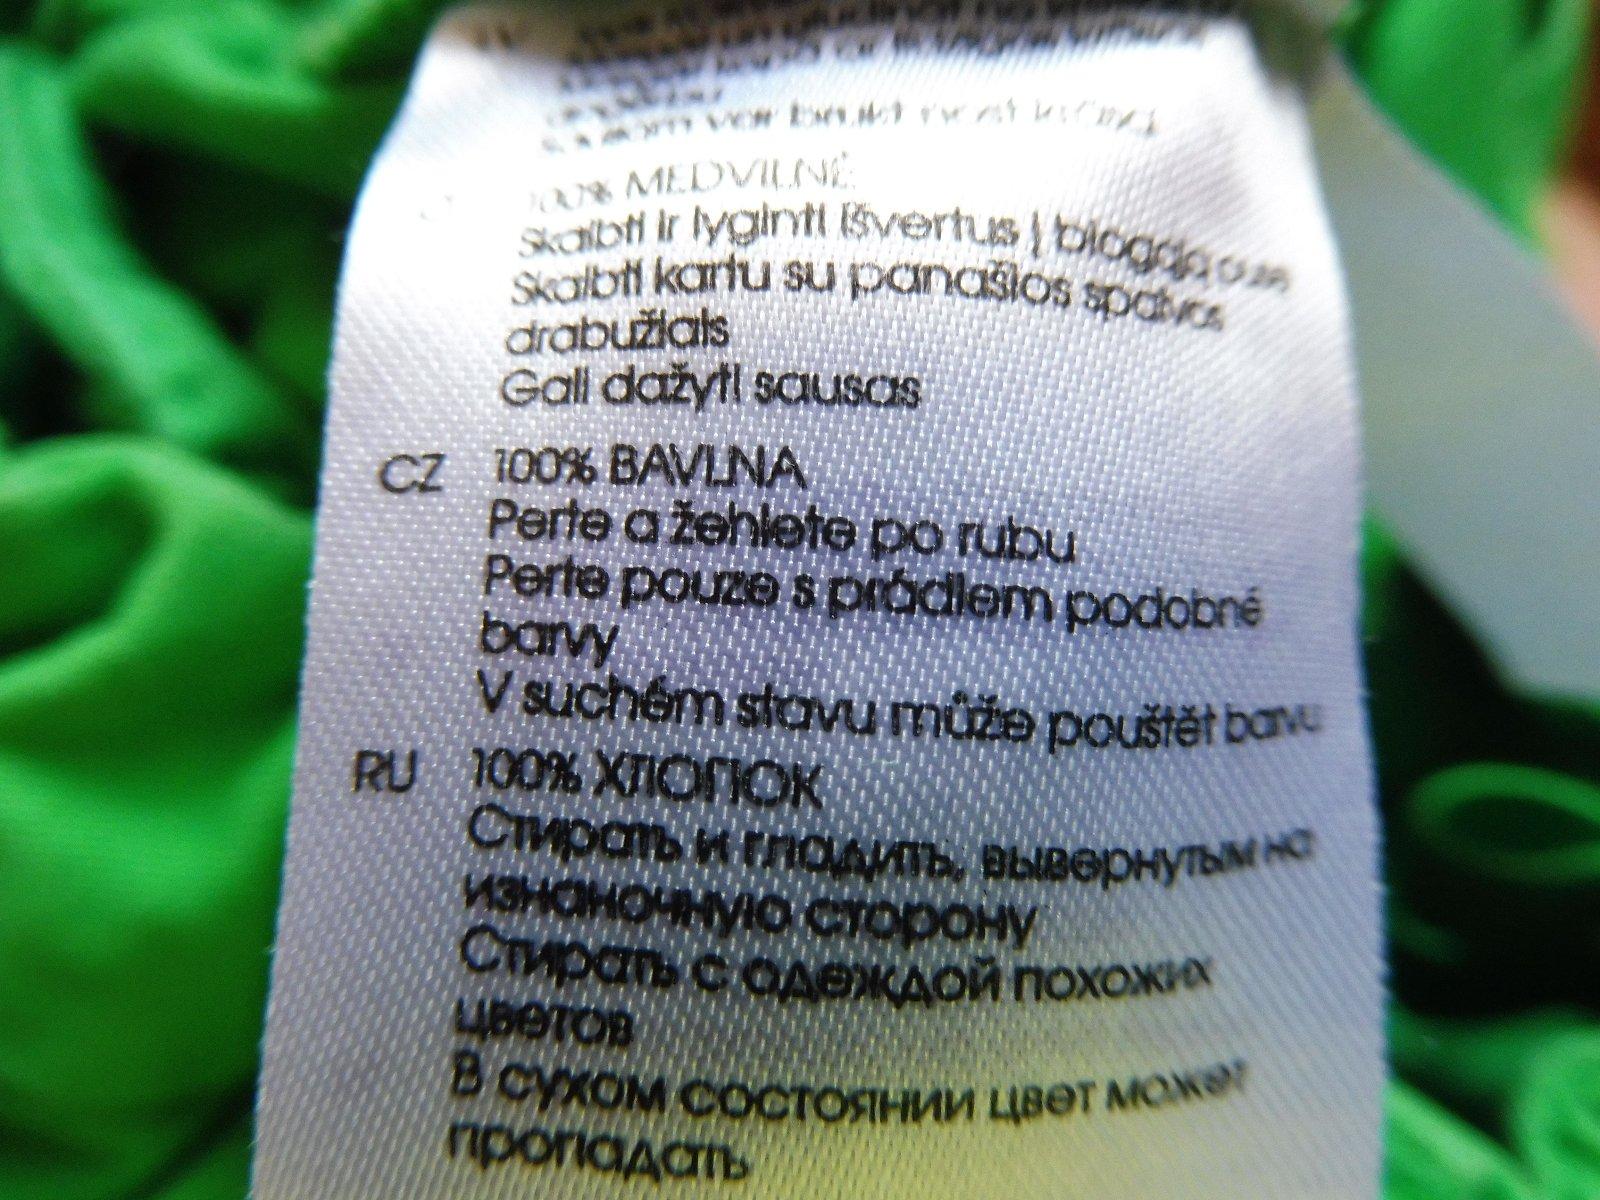 100% MEDVILNĖ
Skalbti ir lyginti išvertus į blogąją
Skalbti kartu su panašios spalvos
drabužiais
Gali dažyti sausas
CZ 100% BAVLNA
Perte a žehlete po rubu
Perte pouze s prádlem podobné
barvy
V suchém stavu může pouštět barvu
RU 100% ХЛОПОК
Стирать и гладить, вывернутым на
изнаночную сторону
Стирать с одеждой похожих
цветов
В сухом состоянии цвет может
пропадать